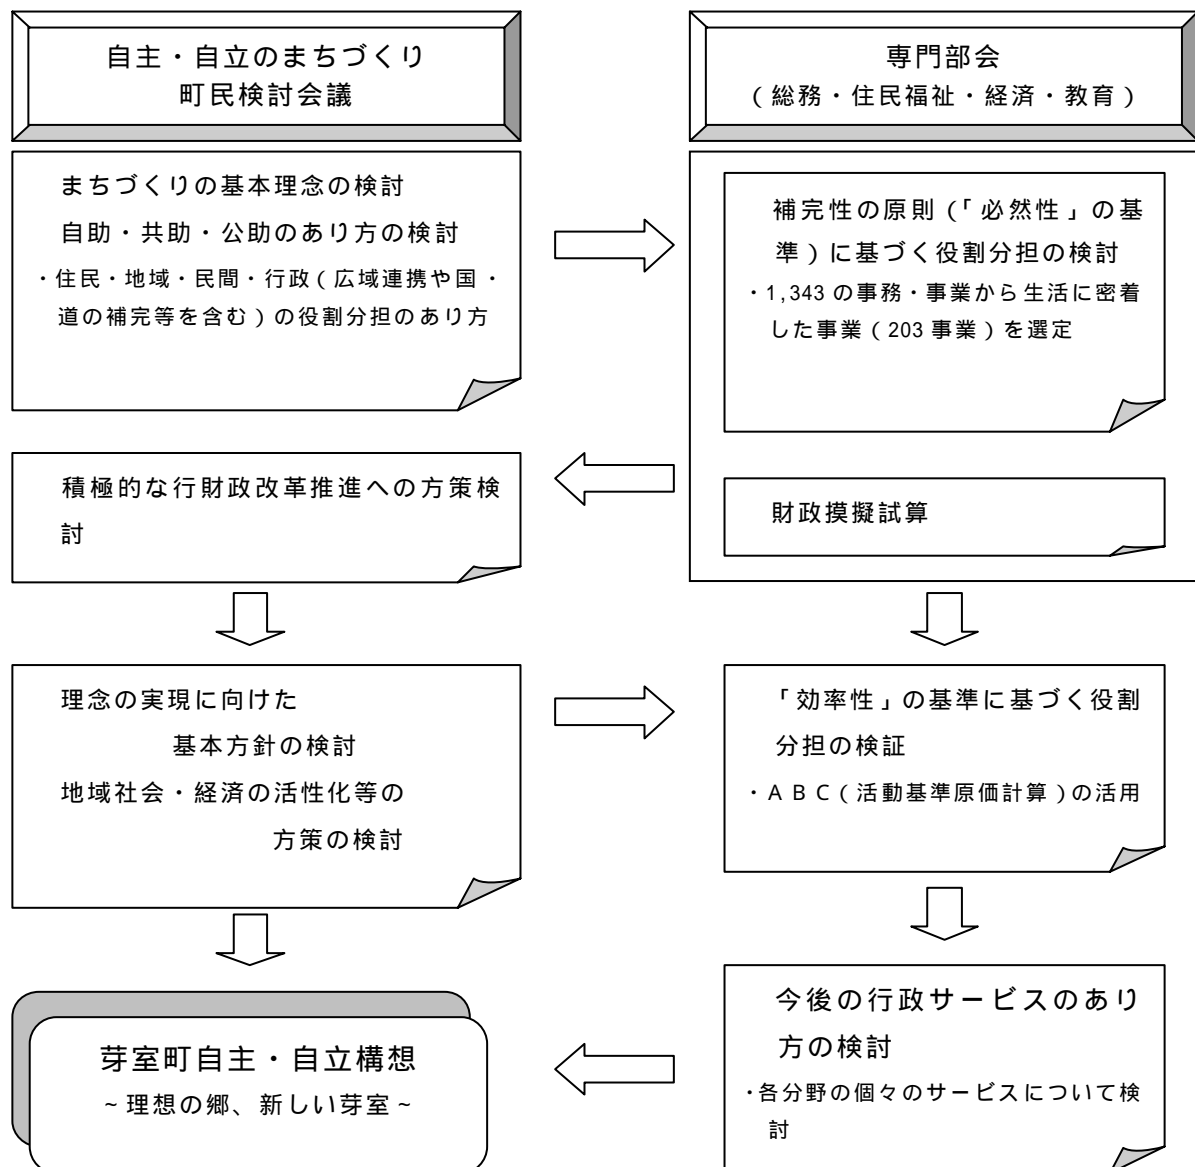 自主・自立のまちづくり
町民検討会議
まちづくりの基本理念の検討
自助・共助・公助のあり方の検討
・住民・地域・民間・行政(広域連携や国・
道の補完等を含む)の役割分担のあり方
積極的な行財政改革推進への方策検
討
理念の実現に向けた
基本方針の検討
地域社会・経済の活性化等の
方策の検討
芽室町自主・自立構想
~理想の郷、新しい芽室~
専門部会
(総務・住民福祉・経済・教育)
補完性の原則(「必然性」の基
準)に基づく役割分担の検討
・1,343の事務・事業から生活に密着
した事業(203事業)を選定
財政摸擬試算
「効率性」の基準に基づく役割
分担の検証
・ABC(活動基準原価計算)の活用
今後の行政サービスのあり
方の検討
・各分野の個々のサービスについて検
討